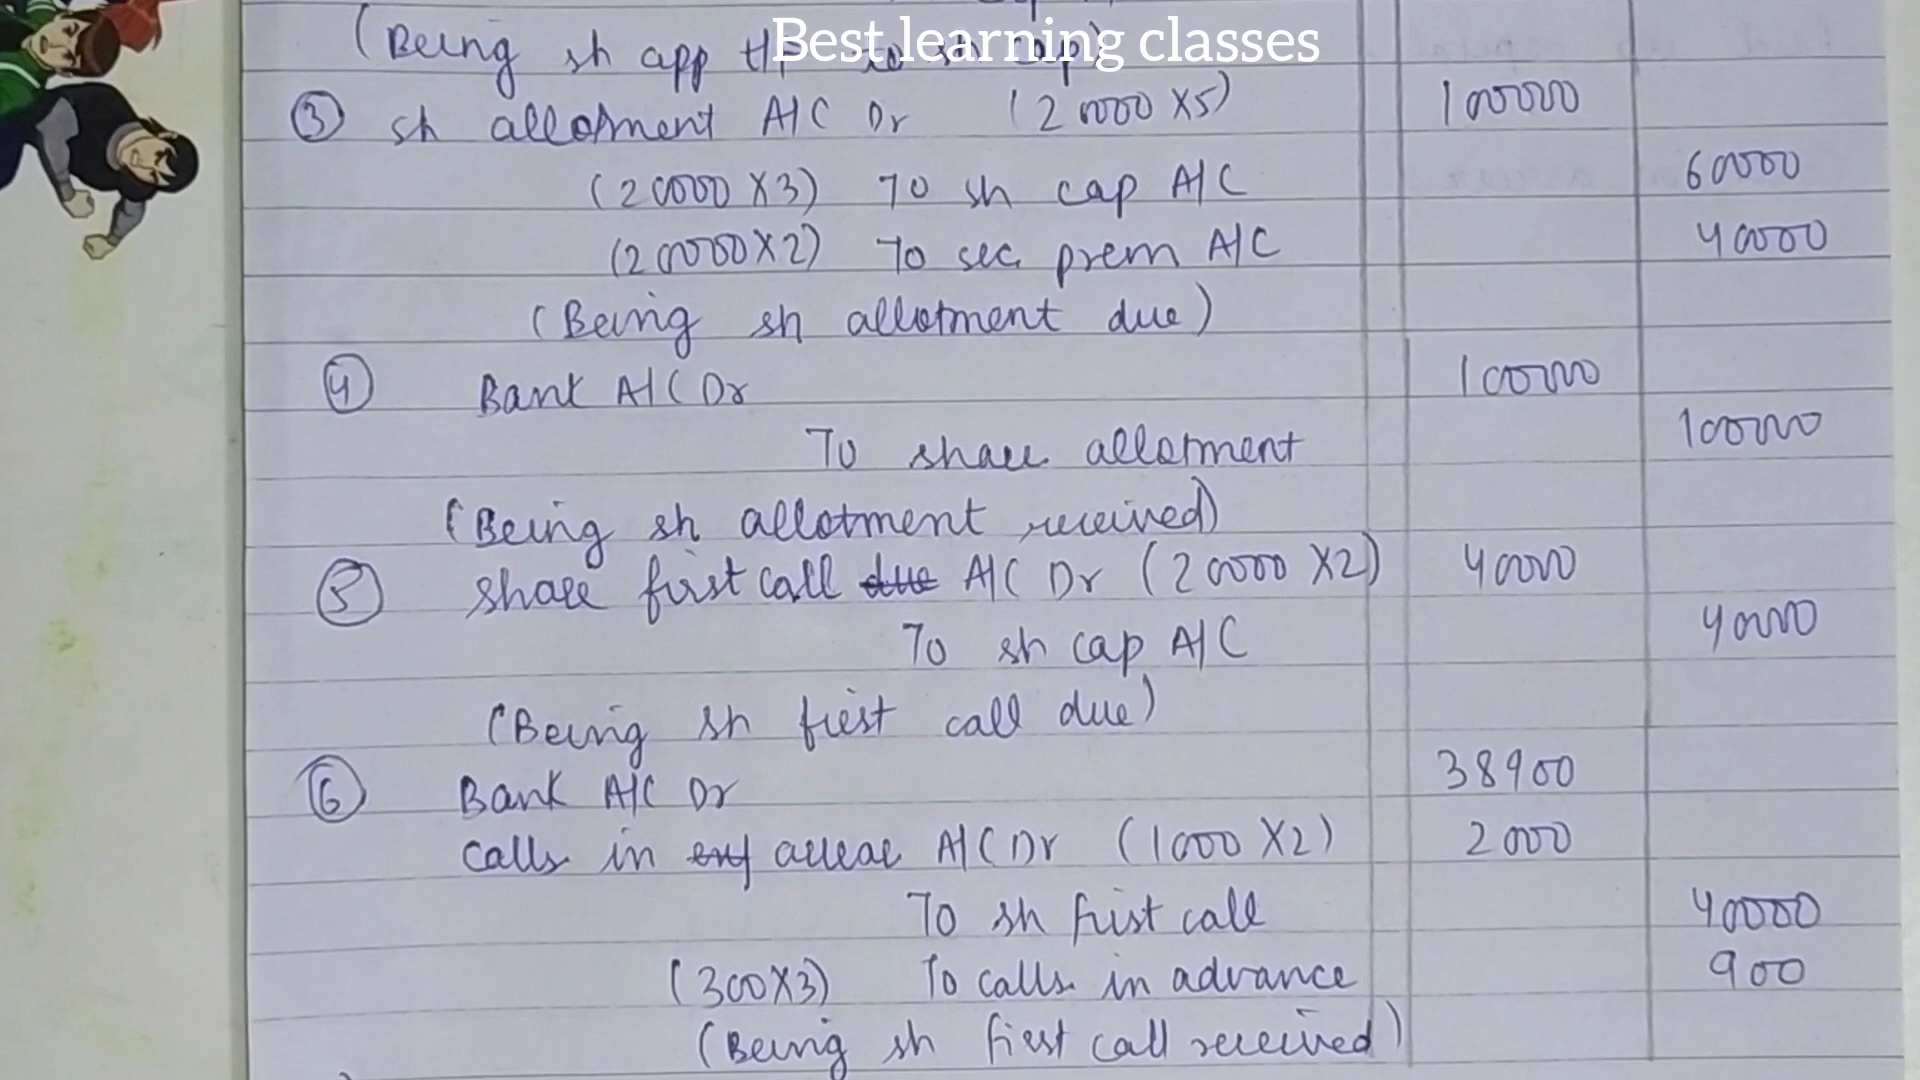 Best learning classes
(Being sh app t/f to sh cap)
③ sh allotment A/C Dr (20000 X5) 100000
(20000 X3) To sh cap A/C 60000
(20000X2) To sec. prem A/C 40000
(Being sh allotment due)
④ Bank A/C Dr 100000
To share allotment 100000
(Being sh allotment received)
⑤ share first call due A/C Dr (20000 X2) 40000
To sh cap A/C 40000
(Being sh first call due)
⑥ Bank A/C Dr 38900
calls in arrear A/C Dr (1000 X2) 2000
To sh first call 40000
(300X3) To calls in advance 900
(Being sh first call received)